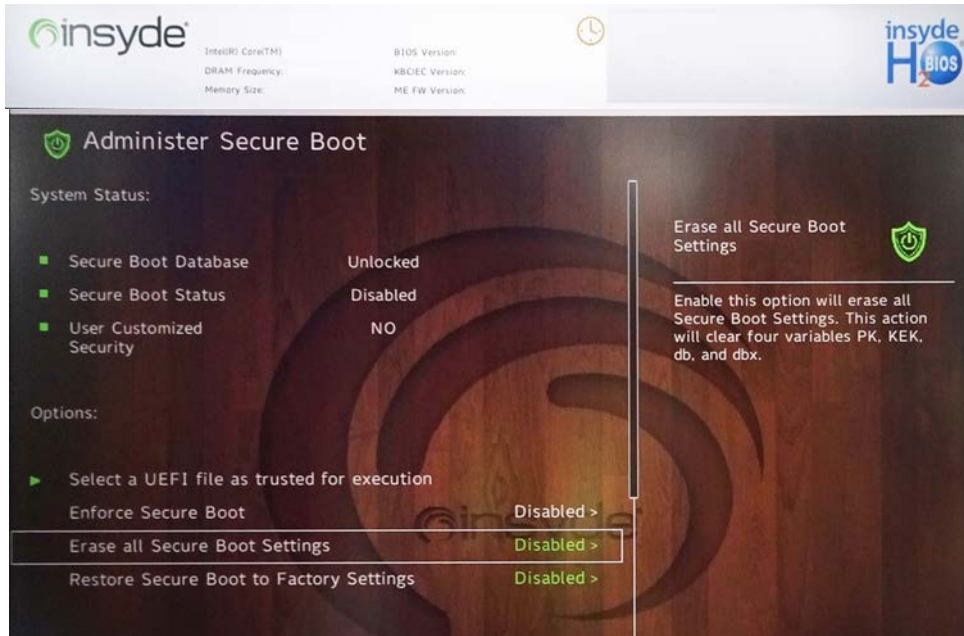 insyde
insyde
H2O BIOS
Intel(R) Core(TM)
BIOS Version:
DRAM Frequency:
KBC/EC Version:
Memory Size:
ME FW Version:
Administer Secure Boot
System Status:
Secure Boot Database Unlocked
Secure Boot Status Disabled
User Customized NO
Security
Options:
Select a UEFI file as trusted for execution
Enforce Secure Boot Disabled >
Erase all Secure Boot Settings Disabled >
Restore Secure Boot to Factory Settings Disabled >
Erase all Secure Boot
Settings
Enable this option will erase all
Secure Boot Settings. This action
will clear four variables PK, KEK,
db, and dbx.
insyde